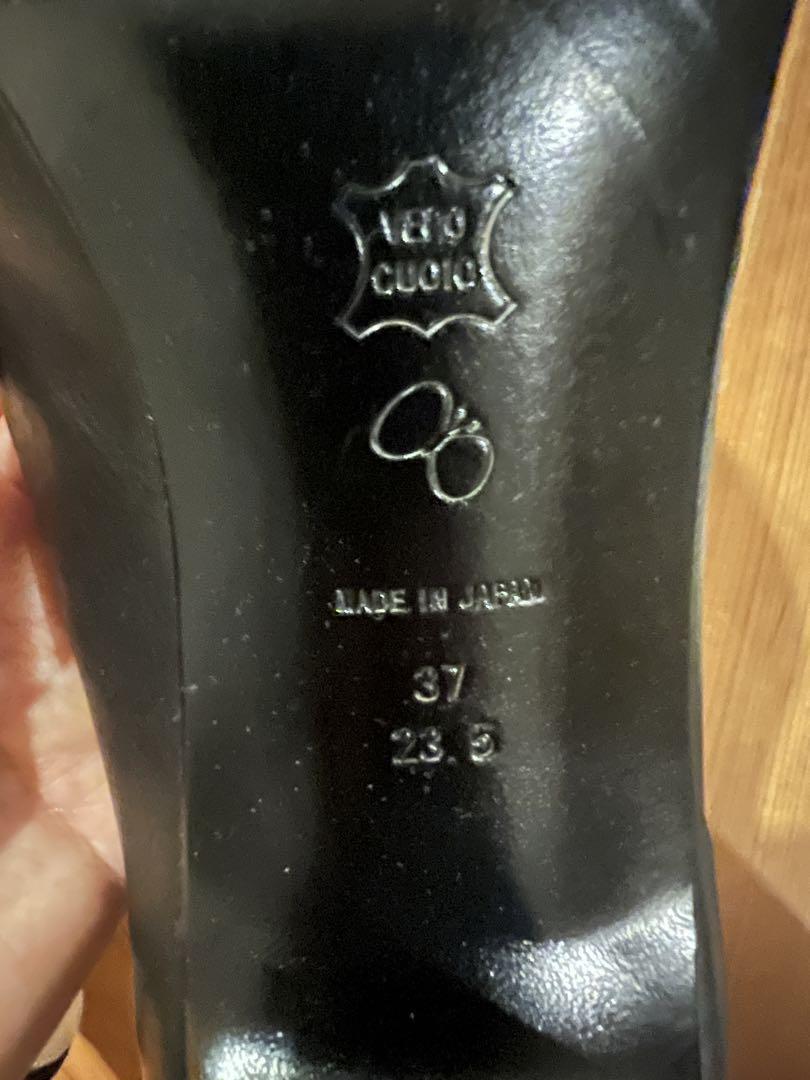 VERO
CUOIO
MADE IN JAPAN
37
23.5